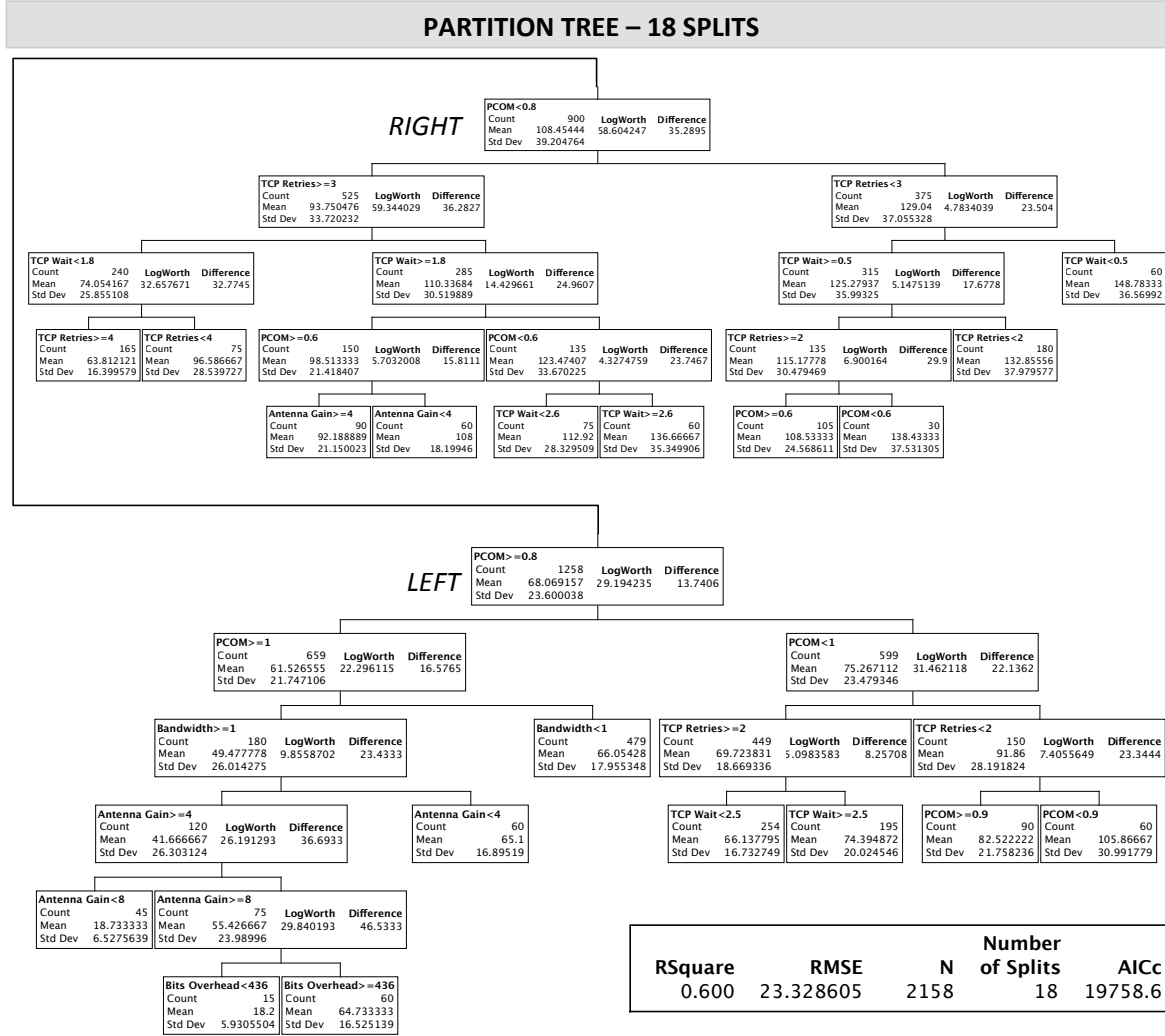 PARTITION TREE – 18 SPLITS
RIGHT
PCOM<0.8
Count 900 LogWorth Difference
Mean 108.45444 58.604247 35.2895
Std Dev 39.204764
TCP Retries>=3
Count 525 LogWorth Difference
Mean 93.750476 59.344029 36.2827
Std Dev 33.720232
TCP Retries<3
Count 375 LogWorth Difference
Mean 129.04 4.7834039 23.504
Std Dev 37.055328
TCP Wait<1.8
Count 240 LogWorth Difference
Mean 74.054167 32.657671 32.7745
Std Dev 25.855108
TCP Wait>=1.8
Count 285 LogWorth Difference
Mean 110.33684 14.429661 24.9607
Std Dev 30.519889
TCP Wait>=0.5
Count 315 LogWorth Difference
Mean 125.27937 5.1475139 17.6778
Std Dev 35.99325
TCP Wait<0.5
Count 60
Mean 148.78333
Std Dev 36.56992
TCP Retries>=4
Count 165
Mean 63.812121
Std Dev 16.399579
TCP Retries<4
Count 75
Mean 96.586667
Std Dev 28.539727
PCOM>=0.6
Count 150 LogWorth Difference
Mean 98.513333 5.7032008 15.8111
Std Dev 21.418407
PCOM<0.6
Count 135 LogWorth Difference
Mean 123.47407 4.3274759 23.7467
Std Dev 33.670225
TCP Retries>=2
Count 135 LogWorth Difference
Mean 115.17778 6.900164 29.9
Std Dev 30.479469
TCP Retries<2
Count 180
Mean 132.85556
Std Dev 37.979577
Antenna Gain>=4
Count 90
Mean 92.188889
Std Dev 21.150023
Antenna Gain<4
Count 60
Mean 108
Std Dev 18.19946
TCP Wait<2.6
Count 75
Mean 112.92
Std Dev 28.329509
TCP Wait>=2.6
Count 60
Mean 136.66667
Std Dev 35.349906
PCOM>=0.6
Count 105
Mean 108.53333
Std Dev 24.568611
PCOM<0.6
Count 30
Mean 138.43333
Std Dev 37.531305
LEFT
PCOM>=0.8
Count 1258 LogWorth Difference
Mean 68.069157 29.194235 13.7406
Std Dev 23.600038
PCOM>=1
Count 659 LogWorth Difference
Mean 61.526555 22.296115 16.5765
Std Dev 21.747106
PCOM<1
Count 599 LogWorth Difference
Mean 75.267112 31.462118 22.1362
Std Dev 23.479346
Bandwidth>=1
Count 180 LogWorth Difference
Mean 49.477778 9.8558702 23.4333
Std Dev 26.014275
Bandwidth<1
Count 479
Mean 66.05428
Std Dev 17.955348
TCP Retries>=2
Count 449 LogWorth Difference
Mean 69.723831 5.0983583 8.25708
Std Dev 18.669336
TCP Retries<2
Count 150 LogWorth Difference
Mean 91.86 7.4055649 23.3444
Std Dev 28.191824
Antenna Gain>=4
Count 120 LogWorth Difference
Mean 41.666667 26.191293 36.6933
Std Dev 26.303124
Antenna Gain<4
Count 60
Mean 65.1
Std Dev 16.89519
TCP Wait<2.5
Count 254
Mean 66.137795
Std Dev 16.732749
TCP Wait>=2.5
Count 195
Mean 74.394872
Std Dev 20.024546
PCOM>=0.9
Count 90
Mean 82.522222
Std Dev 21.758236
PCOM<0.9
Count 60
Mean 105.86667
Std Dev 30.991779
Antenna Gain<8
Count 45
Mean 18.733333
Std Dev 6.5275639
Antenna Gain>=8
Count 75 LogWorth Difference
Mean 55.426667 29.840193 46.5333
Std Dev 23.98996
Bits Overhead<436
Count 15
Mean 18.2
Std Dev 5.9305504
Bits Overhead>=436
Count 60
Mean 64.733333
Std Dev 16.525139
Number
RSquare RMSE N of Splits AICc
0.600 23.328605 2158 18 19758.6